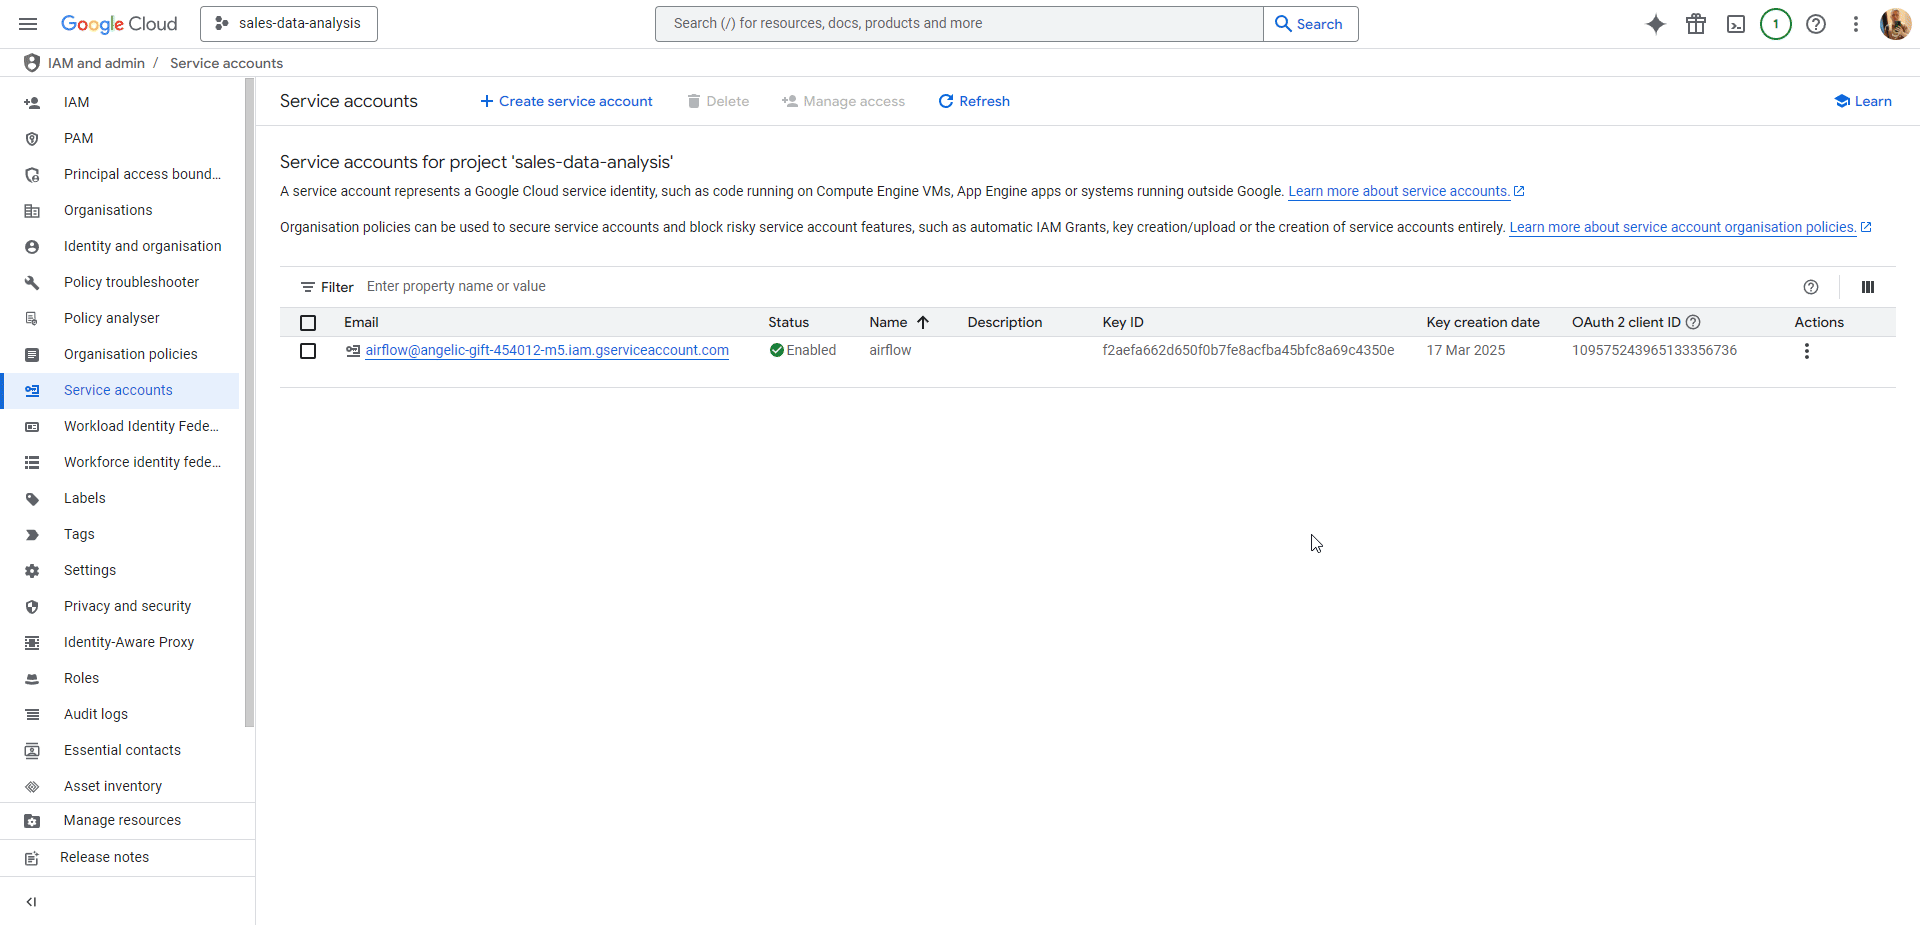 Google Cloud
sales-data-analysis
Search (/) for resources, docs, products and more
Search
1
IAM and admin / Service accounts
IAM
PAM
Principal access bound...
Organisations
Identity and organisation
Policy troubleshooter
Policy analyser
Organisation policies
Service accounts
Workload Identity Fede...
Workforce identity fede...
Labels
Tags
Settings
Privacy and security
Identity-Aware Proxy
Roles
Audit logs
Essential contacts
Asset inventory
Manage resources
Release notes
Service accounts
Create service account
Delete
Manage access
Refresh
Learn
Service accounts for project 'sales-data-analysis'
A service account represents a Google Cloud service identity, such as code running on Compute Engine VMs, App Engine apps or systems running outside Google. Learn more about service accounts.
Organisation policies can be used to secure service accounts and block risky service account features, such as automatic IAM Grants, key creation/upload or the creation of service accounts entirely. Learn more about service account organisation policies.
Filter Enter property name or value
Email Status Name Description Key ID Key creation date OAuth 2 client ID Actions
airflow@angelic-gift-454012-m5.iam.gserviceaccount.com Enabled airflow f2aefa662d650f0b7fe8acfba45bfc8a69c4350e 17 Mar 2025 109575243965133356736